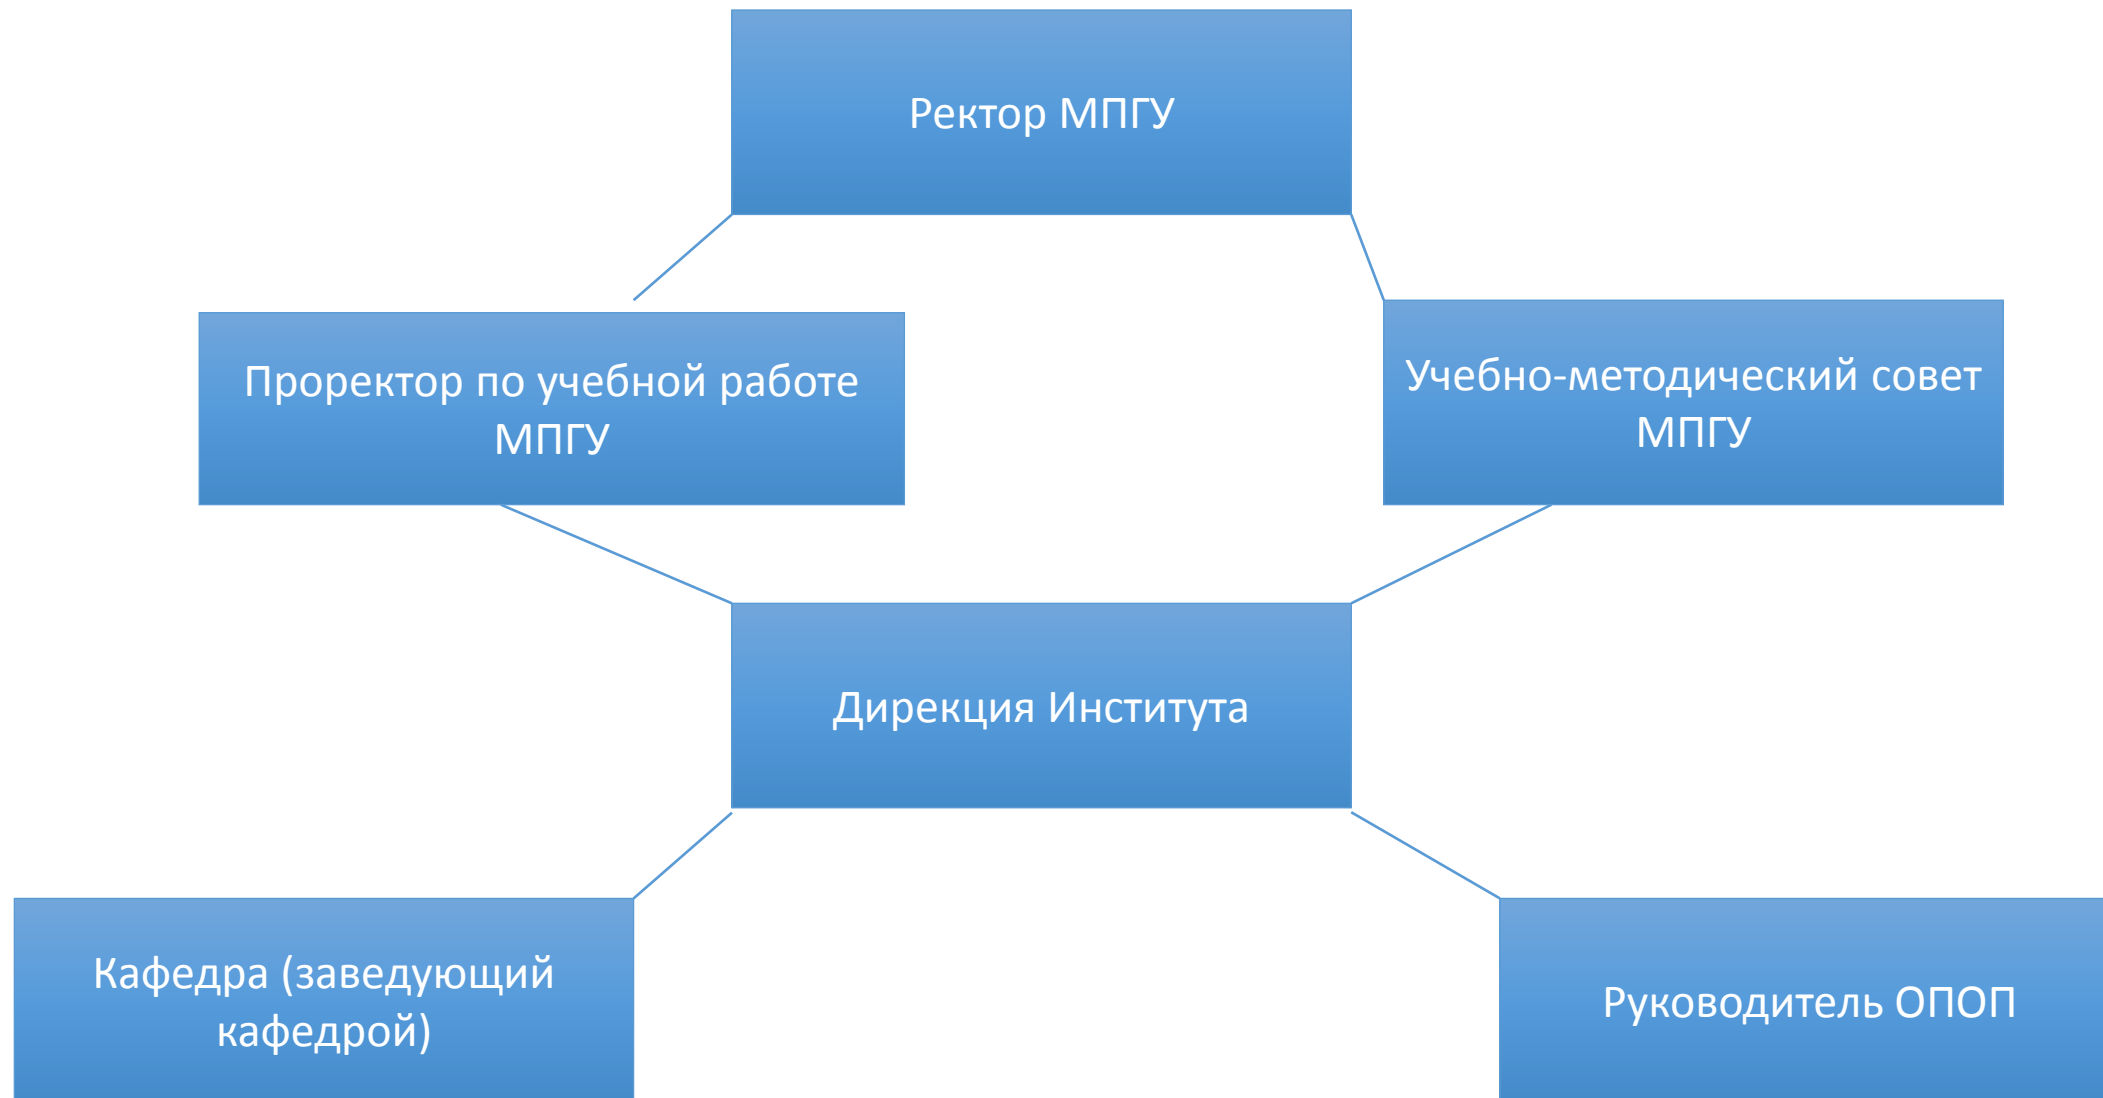 Ректор МПГУ
Проректор по учебной работе
МПГУ
Учебно-методический совет
МПГУ
Дирекция Института
Кафедра (заведующий
кафедрой)
Руководитель ОПОП